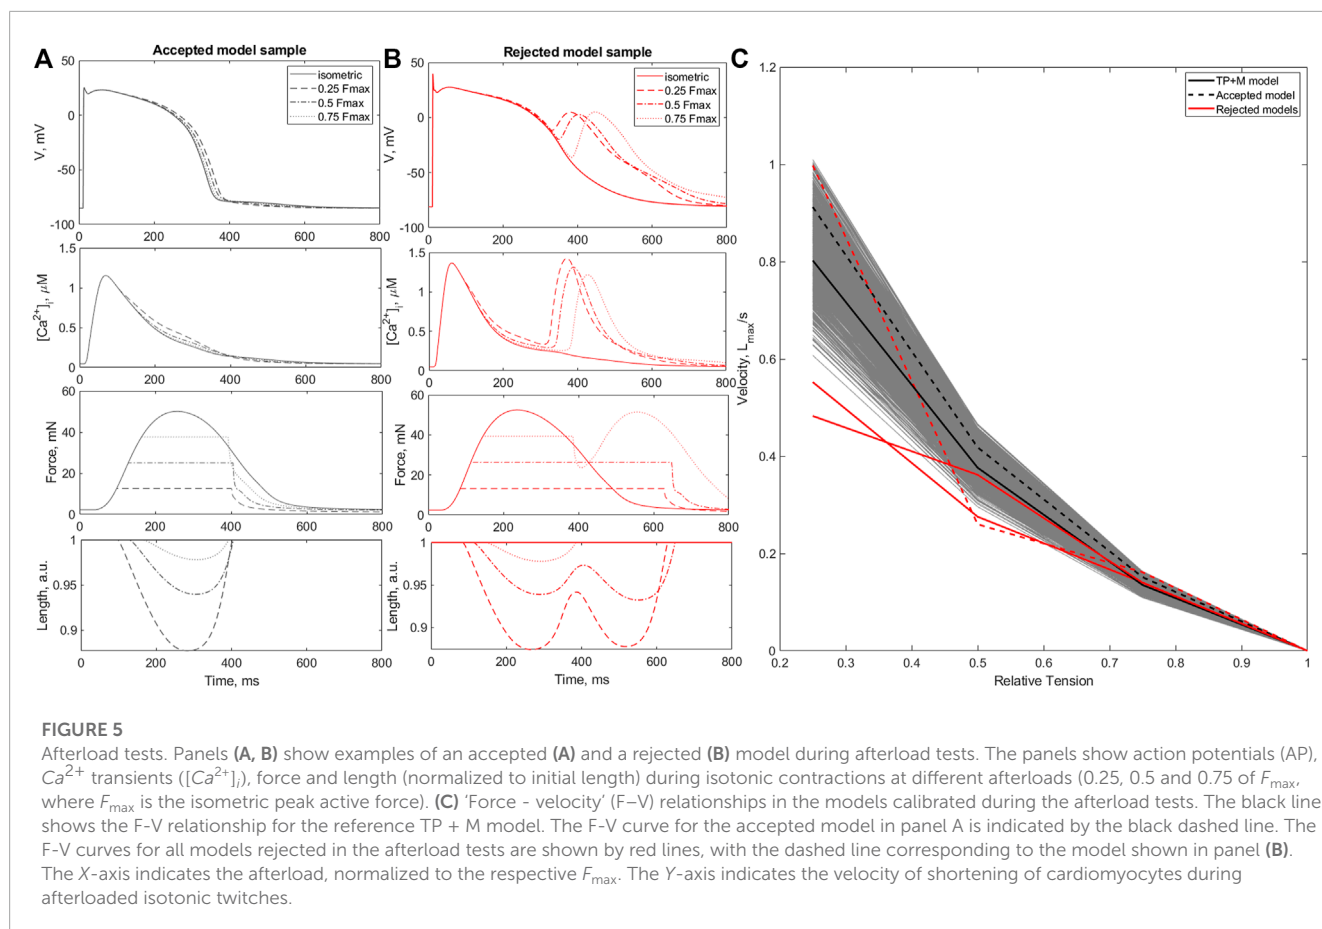 A
Accepted model sample
50
0
-50
-100
V, mV
isometric
0.25 Fmax
0.5 Fmax
0.75 Fmax
0
200
400
600
800
1.5
1
0.5
0
[Ca2+]i, μM
0
200
400
600
800
60
40
20
0
Force, mN
0
200
400
600
800
1
0.95
0.9
Length, a.u.
0
200
400
600
800
Time, ms
B
Rejected model sample
50
0
-50
-100
V, mV
isometric
0.25 Fmax
0.5 Fmax
0.75 Fmax
0
200
400
600
800
1.5
1
0.5
0
[Ca2+]i, μM
0
200
400
600
800
60
40
20
0
Force, mN
0
200
400
600
800
1
0.95
0.9
Length, a.u.
0
200
400
600
800
Time, ms
C
1.2
1
0.8
0.6
0.4
0.2
0
Velocity, Lmax/s
TP+M model
Accepted model
Rejected models
0.2
0.3
0.4
0.5
0.6
0.7
0.8
0.9
1
Relative Tension
FIGURE 5
Afterload tests. Panels (A, B) show examples of an accepted (A) and a rejected (B) model during afterload tests. The panels show action potentials (AP),
Ca2+ transients ([Ca2+]i), force and length (normalized to initial length) during isotonic contractions at different afterloads (0.25, 0.5 and 0.75 of Fmax,
where Fmax is the isometric peak active force). (C) ‘Force - velocity’ (F–V) relationships in the models calibrated during the afterload tests. The black line
shows the F-V relationship for the reference TP + M model. The F-V curve for the accepted model in panel A is indicated by the black dashed line. The
F-V curves for all models rejected in the afterload tests are shown by red lines, with the dashed line corresponding to the model shown in panel (B).
The X-axis indicates the afterload, normalized to the respective Fmax. The Y-axis indicates the velocity of shortening of cardiomyocytes during
afterloaded isotonic twitches.